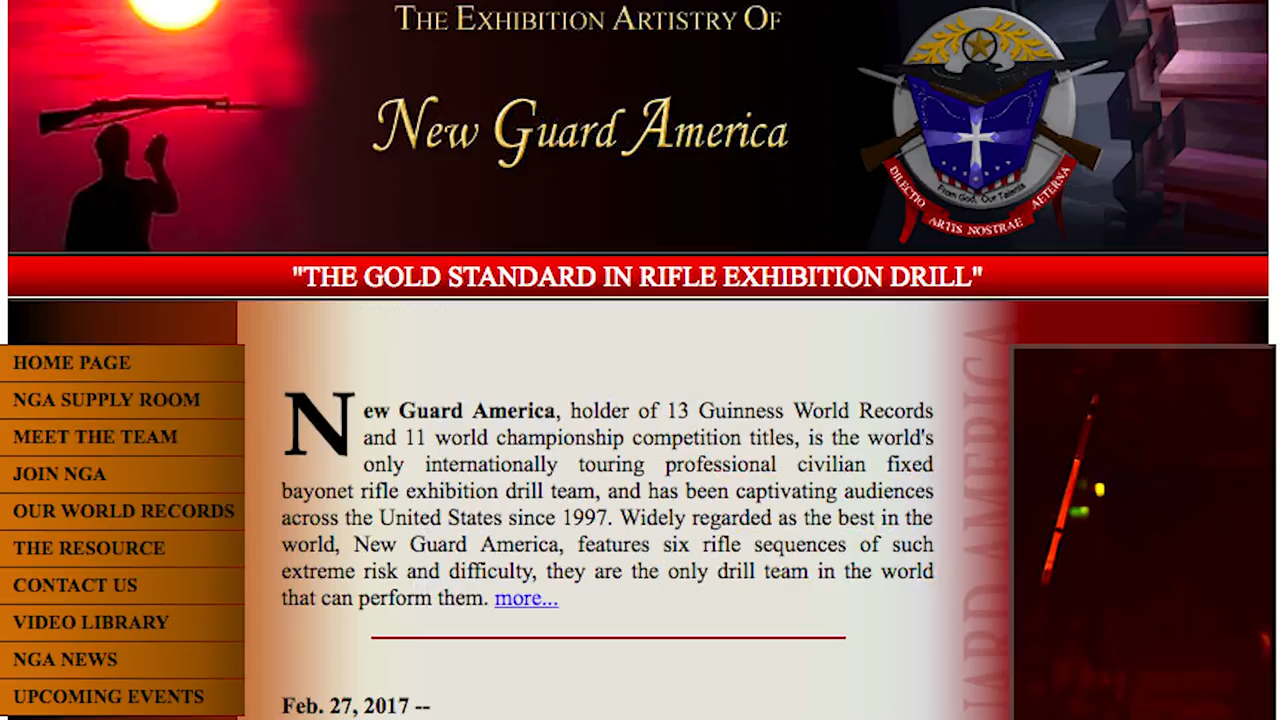 THE EXHIBITION ARTISTRY OF
New Guard America
From God, Our Talents
DILECTIO ARTIS NOSTRAE AETERNA
"THE GOLD STANDARD IN RIFLE EXHIBITION DRILL"
HOME PAGE
NGA SUPPLY ROOM
MEET THE TEAM
JOIN NGA
OUR WORLD RECORDS
THE RESOURCE
CONTACT US
VIDEO LIBRARY
NGA NEWS
UPCOMING EVENTS
New Guard America, holder of 13 Guinness World Records
and 11 world championship competition titles, is the world's
only internationally touring professional civilian fixed
bayonet rifle exhibition drill team, and has been captivating audiences
across the United States since 1997. Widely regarded as the best in the
world, New Guard America, features six rifle sequences of such
extreme risk and difficulty, they are the only drill team in the world
that can perform them. more...
Feb. 27, 2017 --
UARD AMERICA